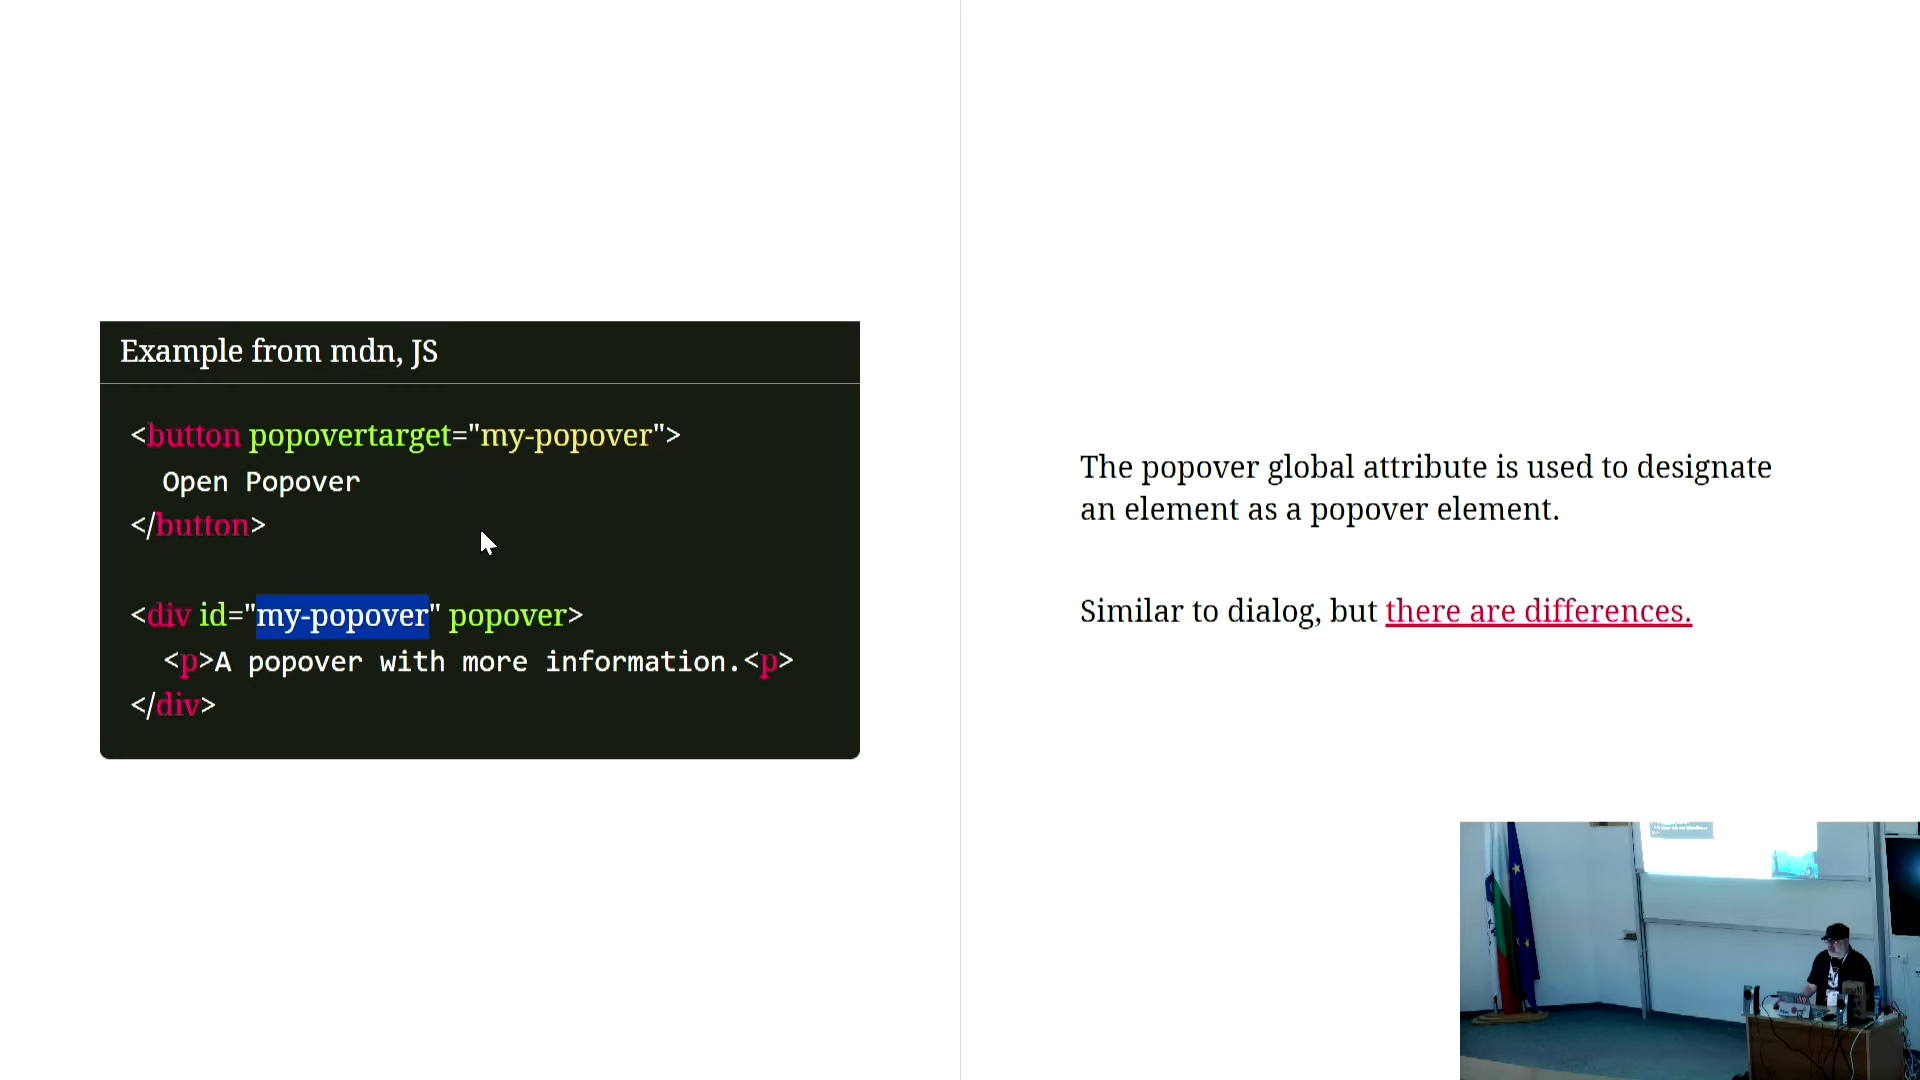 Example from mdn, JS
<button popovertarget="my-popover">
Open Popover
</button>
<div id="my-popover" popover>
<p>A popover with more information.<p>
</div>
The popover global attribute is used to designate
an element as a popover element.
Similar to dialog, but there are differences.